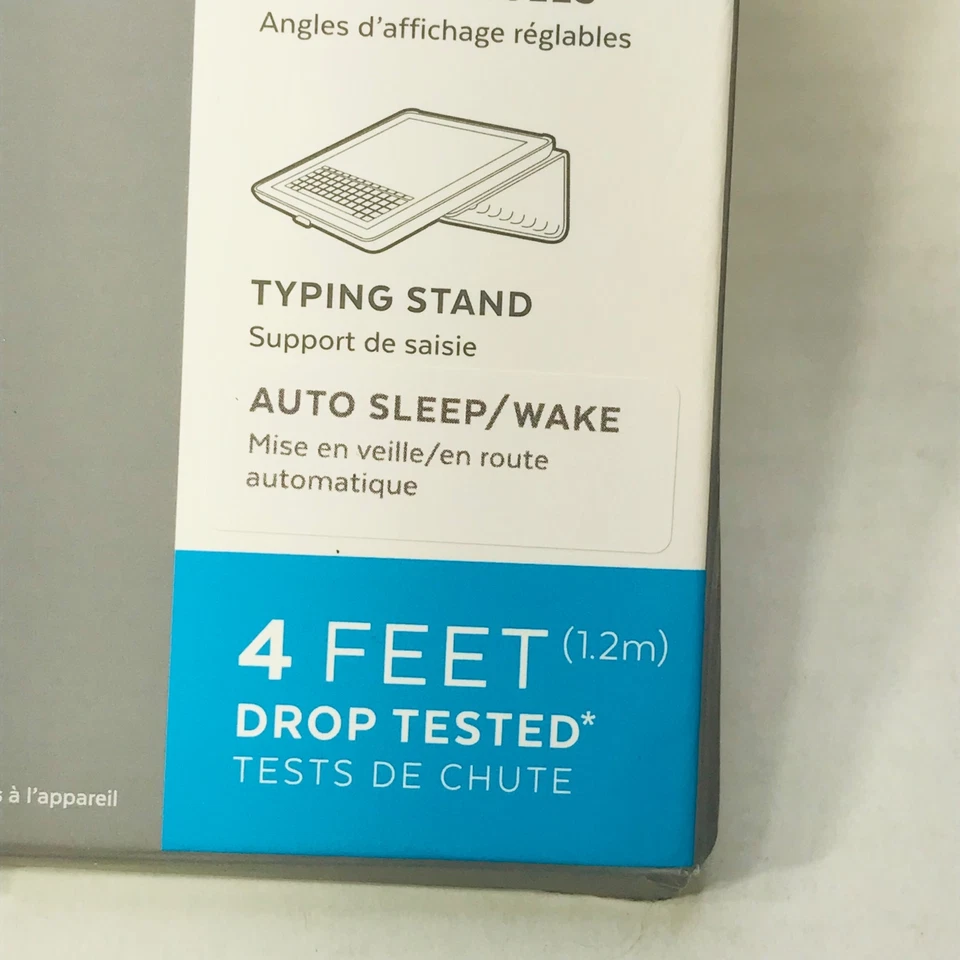 Angles d'affichage réglables
TYPING STAND
Support de saisie
AUTO SLEEP/WAKE
Mise en veille/en route
automatique
4 FEET (1.2m)
DROP TESTED*
TESTS DE CHUTE
à l'appareil